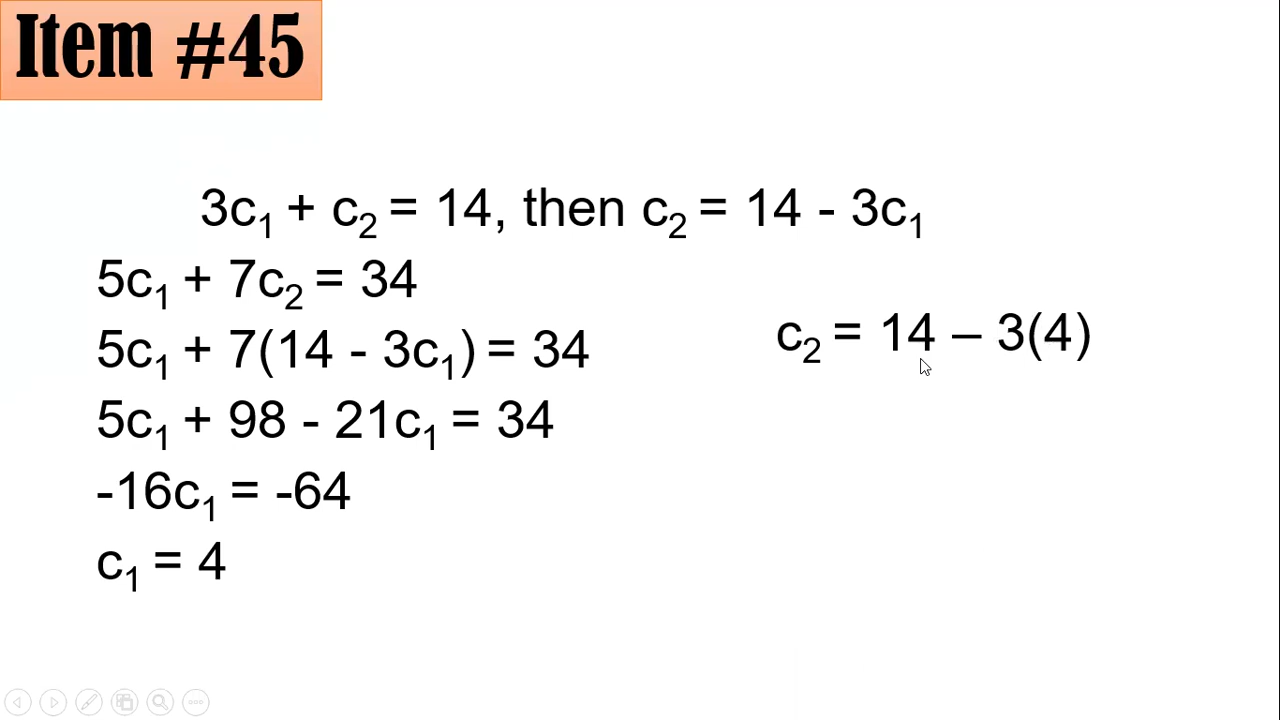 Item #45
3c₁ + c₂ = 14, then c₂ = 14 - 3c₁
5c₁ + 7c₂ = 34
5c₁ + 7(14 - 3c₁) = 34
5c₁ + 98 - 21c₁ = 34
-16c₁ = -64
c₁ = 4
c₂ = 14 – 3(4)